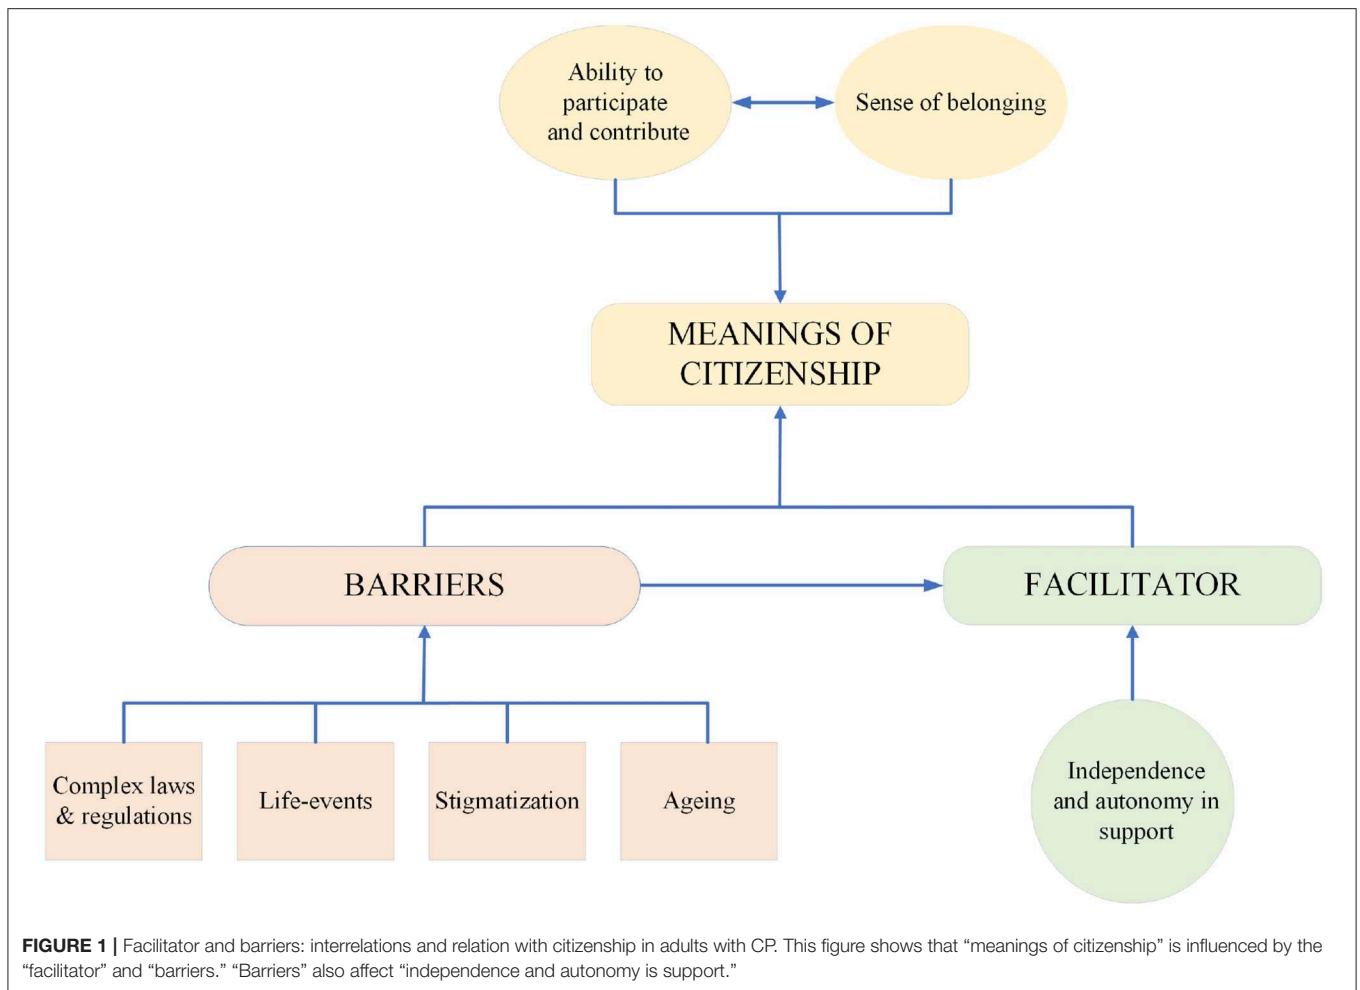 Ability to
participate
and contribute
Sense of belonging
MEANINGS OF
CITIZENSHIP
BARRIERS
FACILITATOR
Complex laws
& regulations
Life-events
Stigmatization
Ageing
Independence
and autonomy in
support
FIGURE 1 | Facilitator and barriers: interrelations and relation with citizenship in adults with CP. This figure shows that “meanings of citizenship” is influenced by the
“facilitator” and “barriers.” “Barriers” also affect “independence and autonomy is support.”